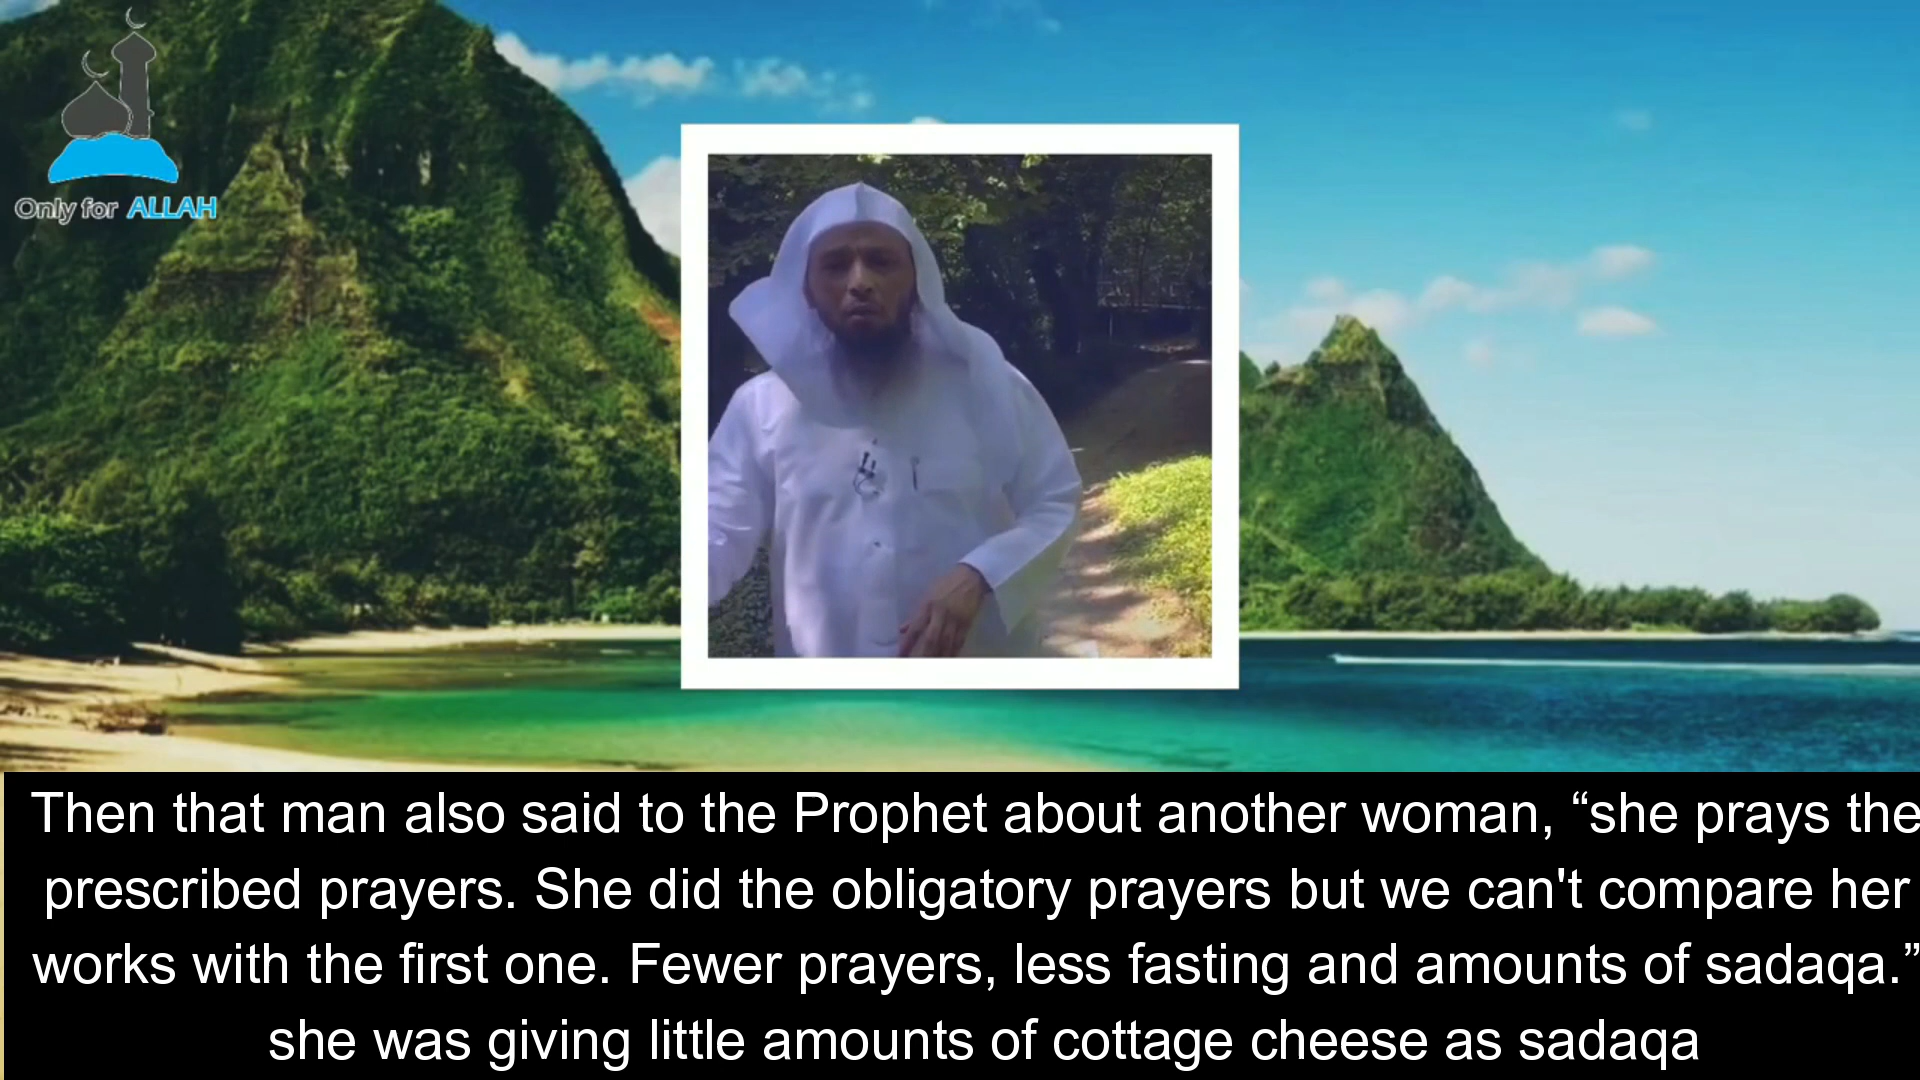 Only for ALLAH
Then that man also said to the Prophet about another woman, “she prays the
prescribed prayers. She did the obligatory prayers but we can't compare her
works with the first one. Fewer prayers, less fasting and amounts of sadaqa.”
she was giving little amounts of cottage cheese as sadaqa